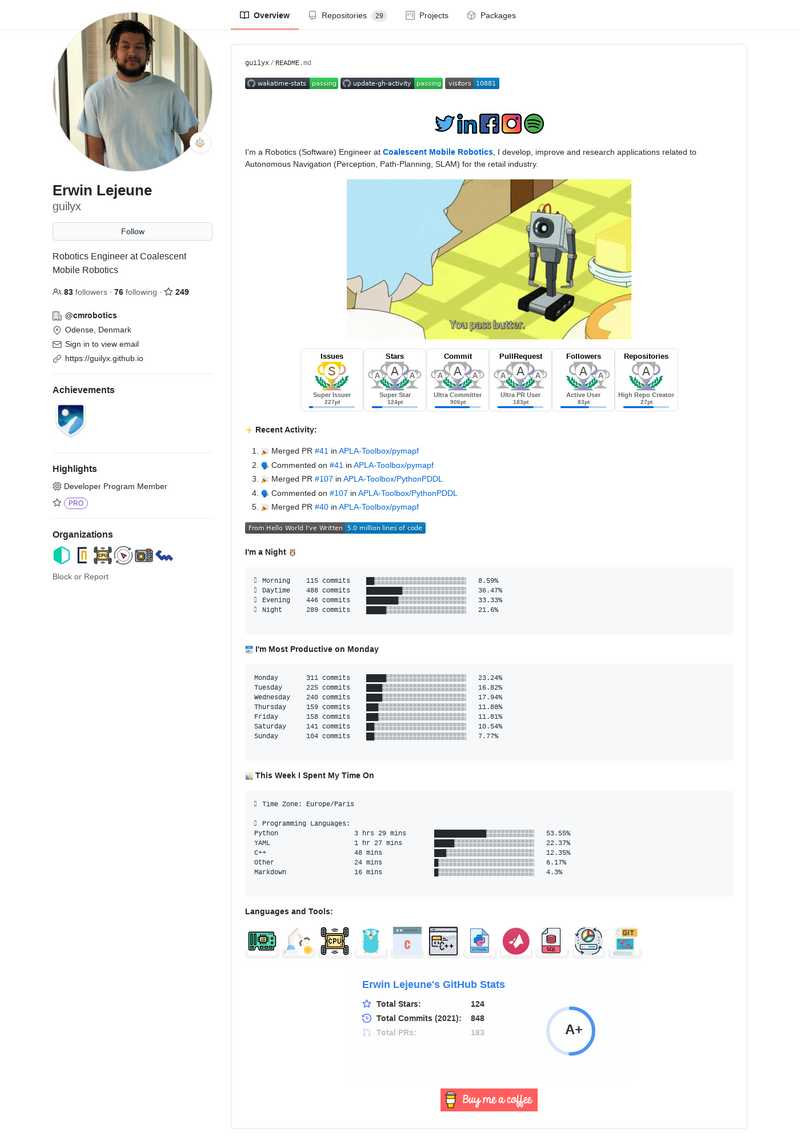 Overview
Repositories 29
Projects
Packages
Erwin Lejeune
guilyx
Follow
Robotics Engineer at Coalescent
Mobile Robotics
83 followers · 76 following · 249
@cmrobotics
Odense, Denmark
Sign in to view email
https://guilyx.github.io
Achievements
Highlights
Developer Program Member
PRO
Organizations
CPU
Block or Report
guilyx/README.md
wakatime-stats passing
update-gh-activity passing
visitors 10881
I'm a Robotics (Software) Engineer at Coalescent Mobile Robotics, I develop, improve and research applications related to
Autonomous Navigation (Perception, Path-Planning, SLAM) for the retail industry.
You pass butter.
Issues
S
Super Issuer
227pt
Stars
A A A
Super Star
124pt
Commit
A A A
Ultra Committer
906pt
PullRequest
A A A
Ultra PR User
183pt
Followers
A
Active User
83pt
Repositories
A
High Repo Creator
27pt
Recent Activity:
1. Merged PR #41 in APLA-Toolbox/pymapf
2. Commented on #41 in APLA-Toolbox/pymapf
3. Merged PR #107 in APLA-Toolbox/PythonPDDL
4. Commented on #107 in APLA-Toolbox/PythonPDDL
5. Merged PR #40 in APLA-Toolbox/pymapf
From Hello World I've Written 5.0 million lines of code
I'm a Night
Morning 115 commits 8.59%
Daytime 488 commits 36.47%
Evening 446 commits 33.33%
Night 289 commits 21.6%
I'm Most Productive on Monday
Monday 311 commits 23.24%
Tuesday 225 commits 16.82%
Wednesday 240 commits 17.94%
Thursday 159 commits 11.88%
Friday 158 commits 11.81%
Saturday 141 commits 10.54%
Sunday 104 commits 7.77%
This Week I Spent My Time On
Time Zone: Europe/Paris
Programming Languages:
Python 3 hrs 29 mins 53.55%
YAML 1 hr 27 mins 22.37%
C++ 48 mins 12.35%
Other 24 mins 6.17%
Markdown 16 mins 4.3%
Languages and Tools:
CPU
C
C++
GIT
Erwin Lejeune's GitHub Stats
Total Stars: 124
Total Commits (2021): 848
Total PRs: 183
A+
Buy me a coffee